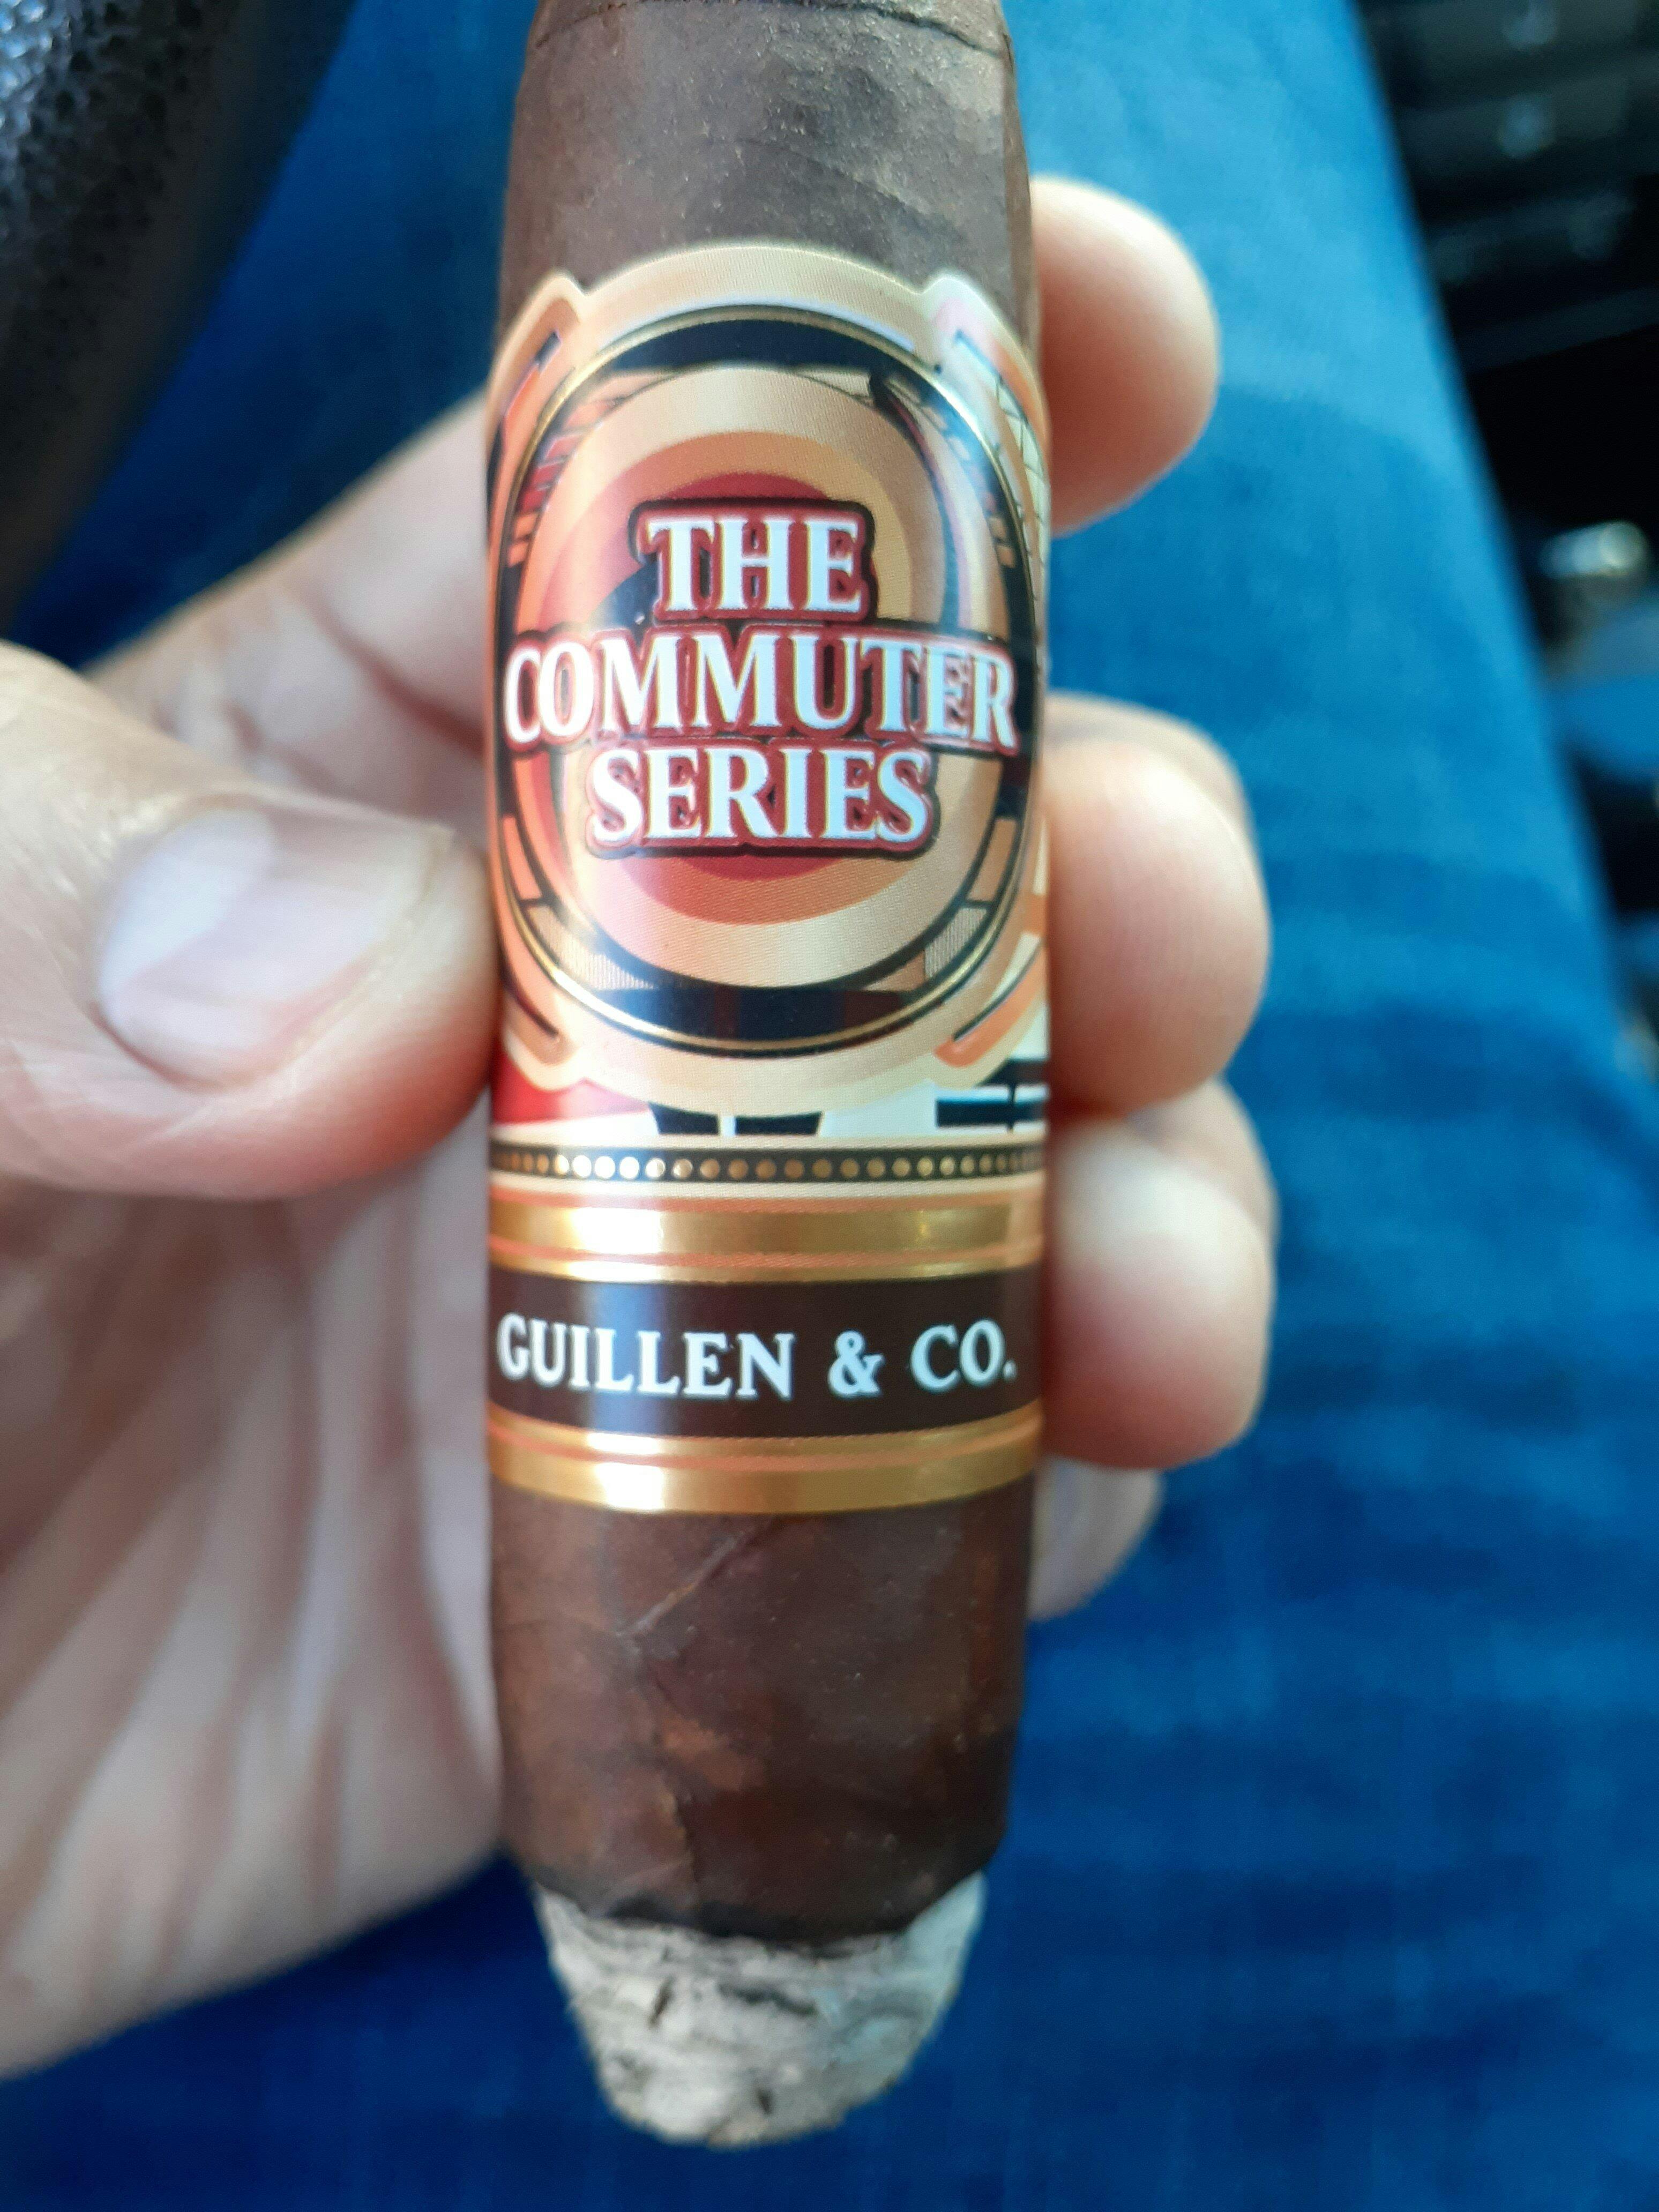 THE
COMMUTER
SERIES
GUILLEN & CO.